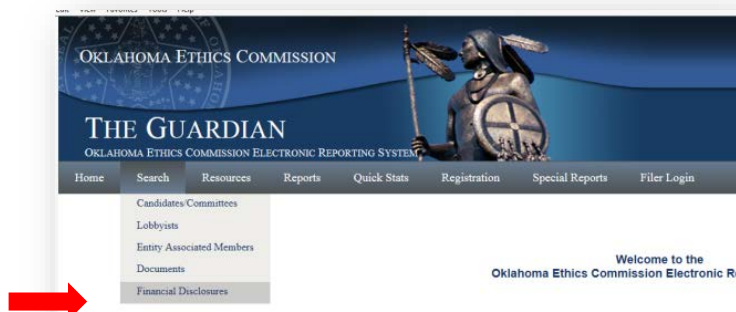 OKLAHOMA ETHICS COMMISSION
THE GUARDIAN
OKLAHOMA ETHICS COMMISSION ELECTRONIC REPORTING SYSTEM
Home Search Resources Reports Quick Stats Registration Special Reports Filer Login
Candidates/Committees
Lobbyists
Entity Associated Members
Documents
Financial Disclosures
Welcome to the
Oklahoma Ethics Commission Electronic